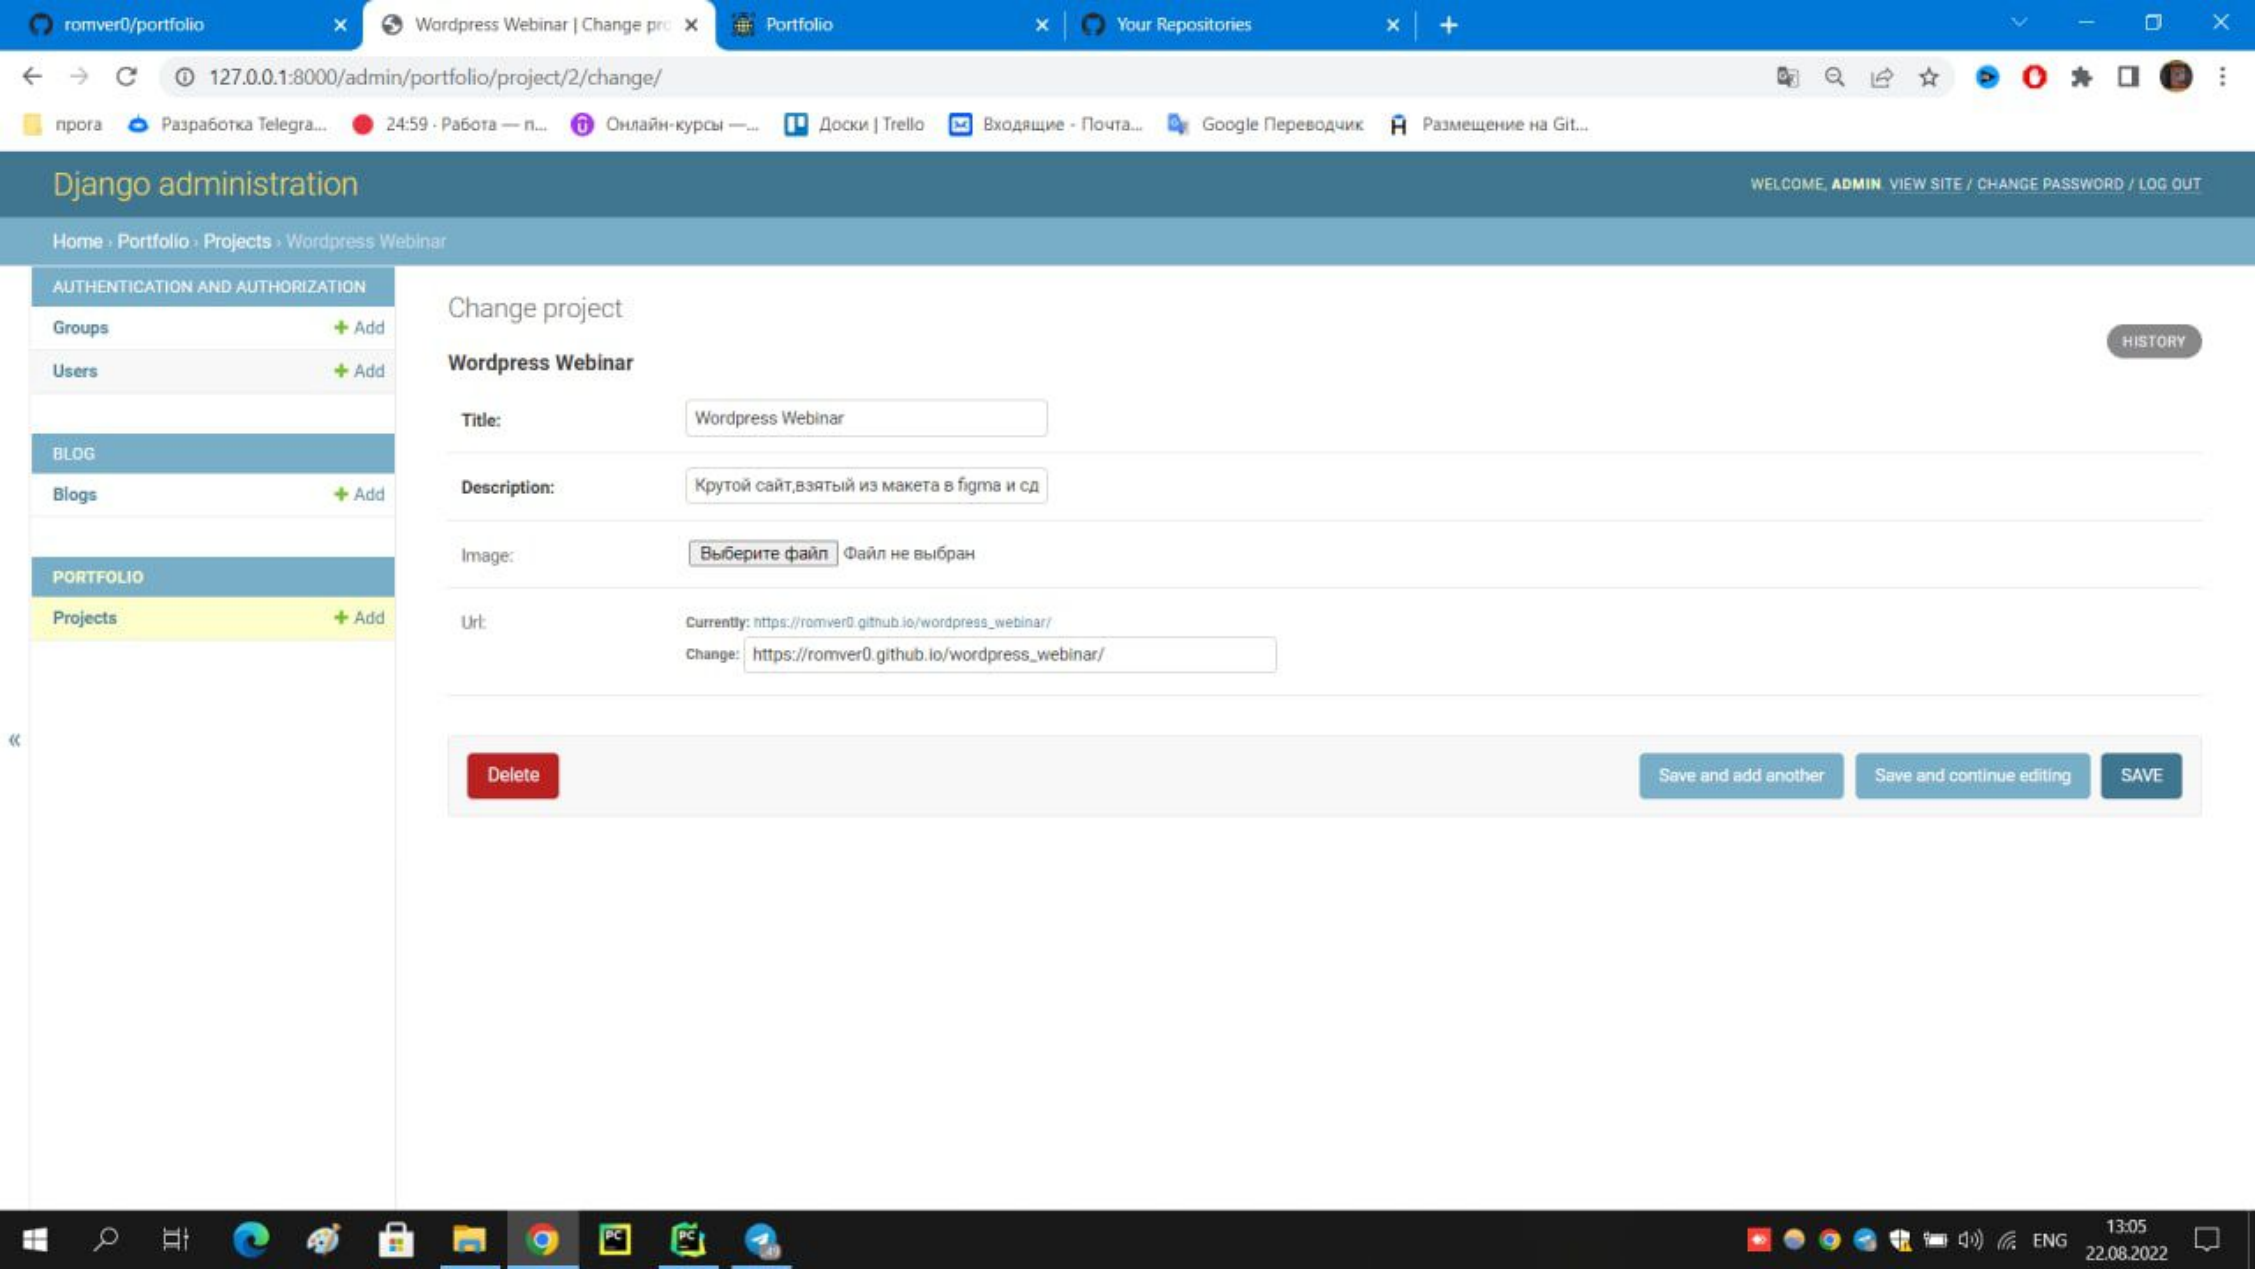 romver0/portfolio
Wordpress Webinar | Change pro
Portfolio
Your Repositories
127.0.0.1:8000/admin/portfolio/project/2/change/
прога
Разработка Telegra...
24:59 · Работа — п...
Онлайн-курсы —...
Доски | Trello
Входящие - Почта...
Google Переводчик
Размещение на Git...
Django administration
WELCOME, ADMIN. VIEW SITE / CHANGE PASSWORD / LOG OUT
Home › Portfolio › Projects › Wordpress Webinar
AUTHENTICATION AND AUTHORIZATION
Groups + Add
Users + Add
BLOG
Blogs + Add
PORTFOLIO
Projects + Add
«
Change project
HISTORY
Wordpress Webinar
Title: Wordpress Webinar
Description: Крутой сайт,взятый из макета в figma и сд
Image: Выберите файл Файл не выбран
Url: Currently: https://romver0.github.io/wordpress_webinar/
Change: https://romver0.github.io/wordpress_webinar/
Delete
Save and add another
Save and continue editing
SAVE
PC
PC
ENG
13:05
22.08.2022